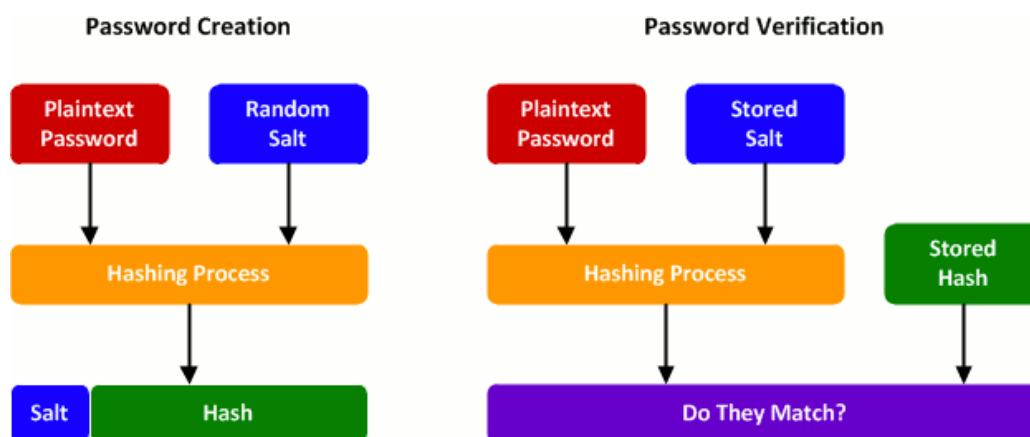 Password Creation
Plaintext
Password
Random
Salt
Hashing Process
Salt
Hash
Password Verification
Plaintext
Password
Stored
Salt
Hashing Process
Stored
Hash
Do They Match?